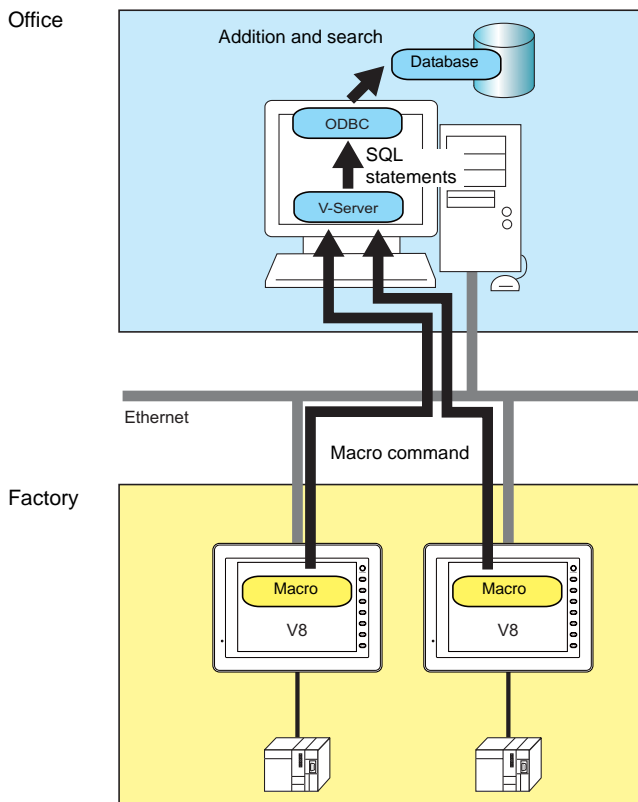 Office
Addition and search
Database
ODBC
SQL
statements
V-Server
Ethernet
Macro command
Factory
Macro
V8
Macro
V8